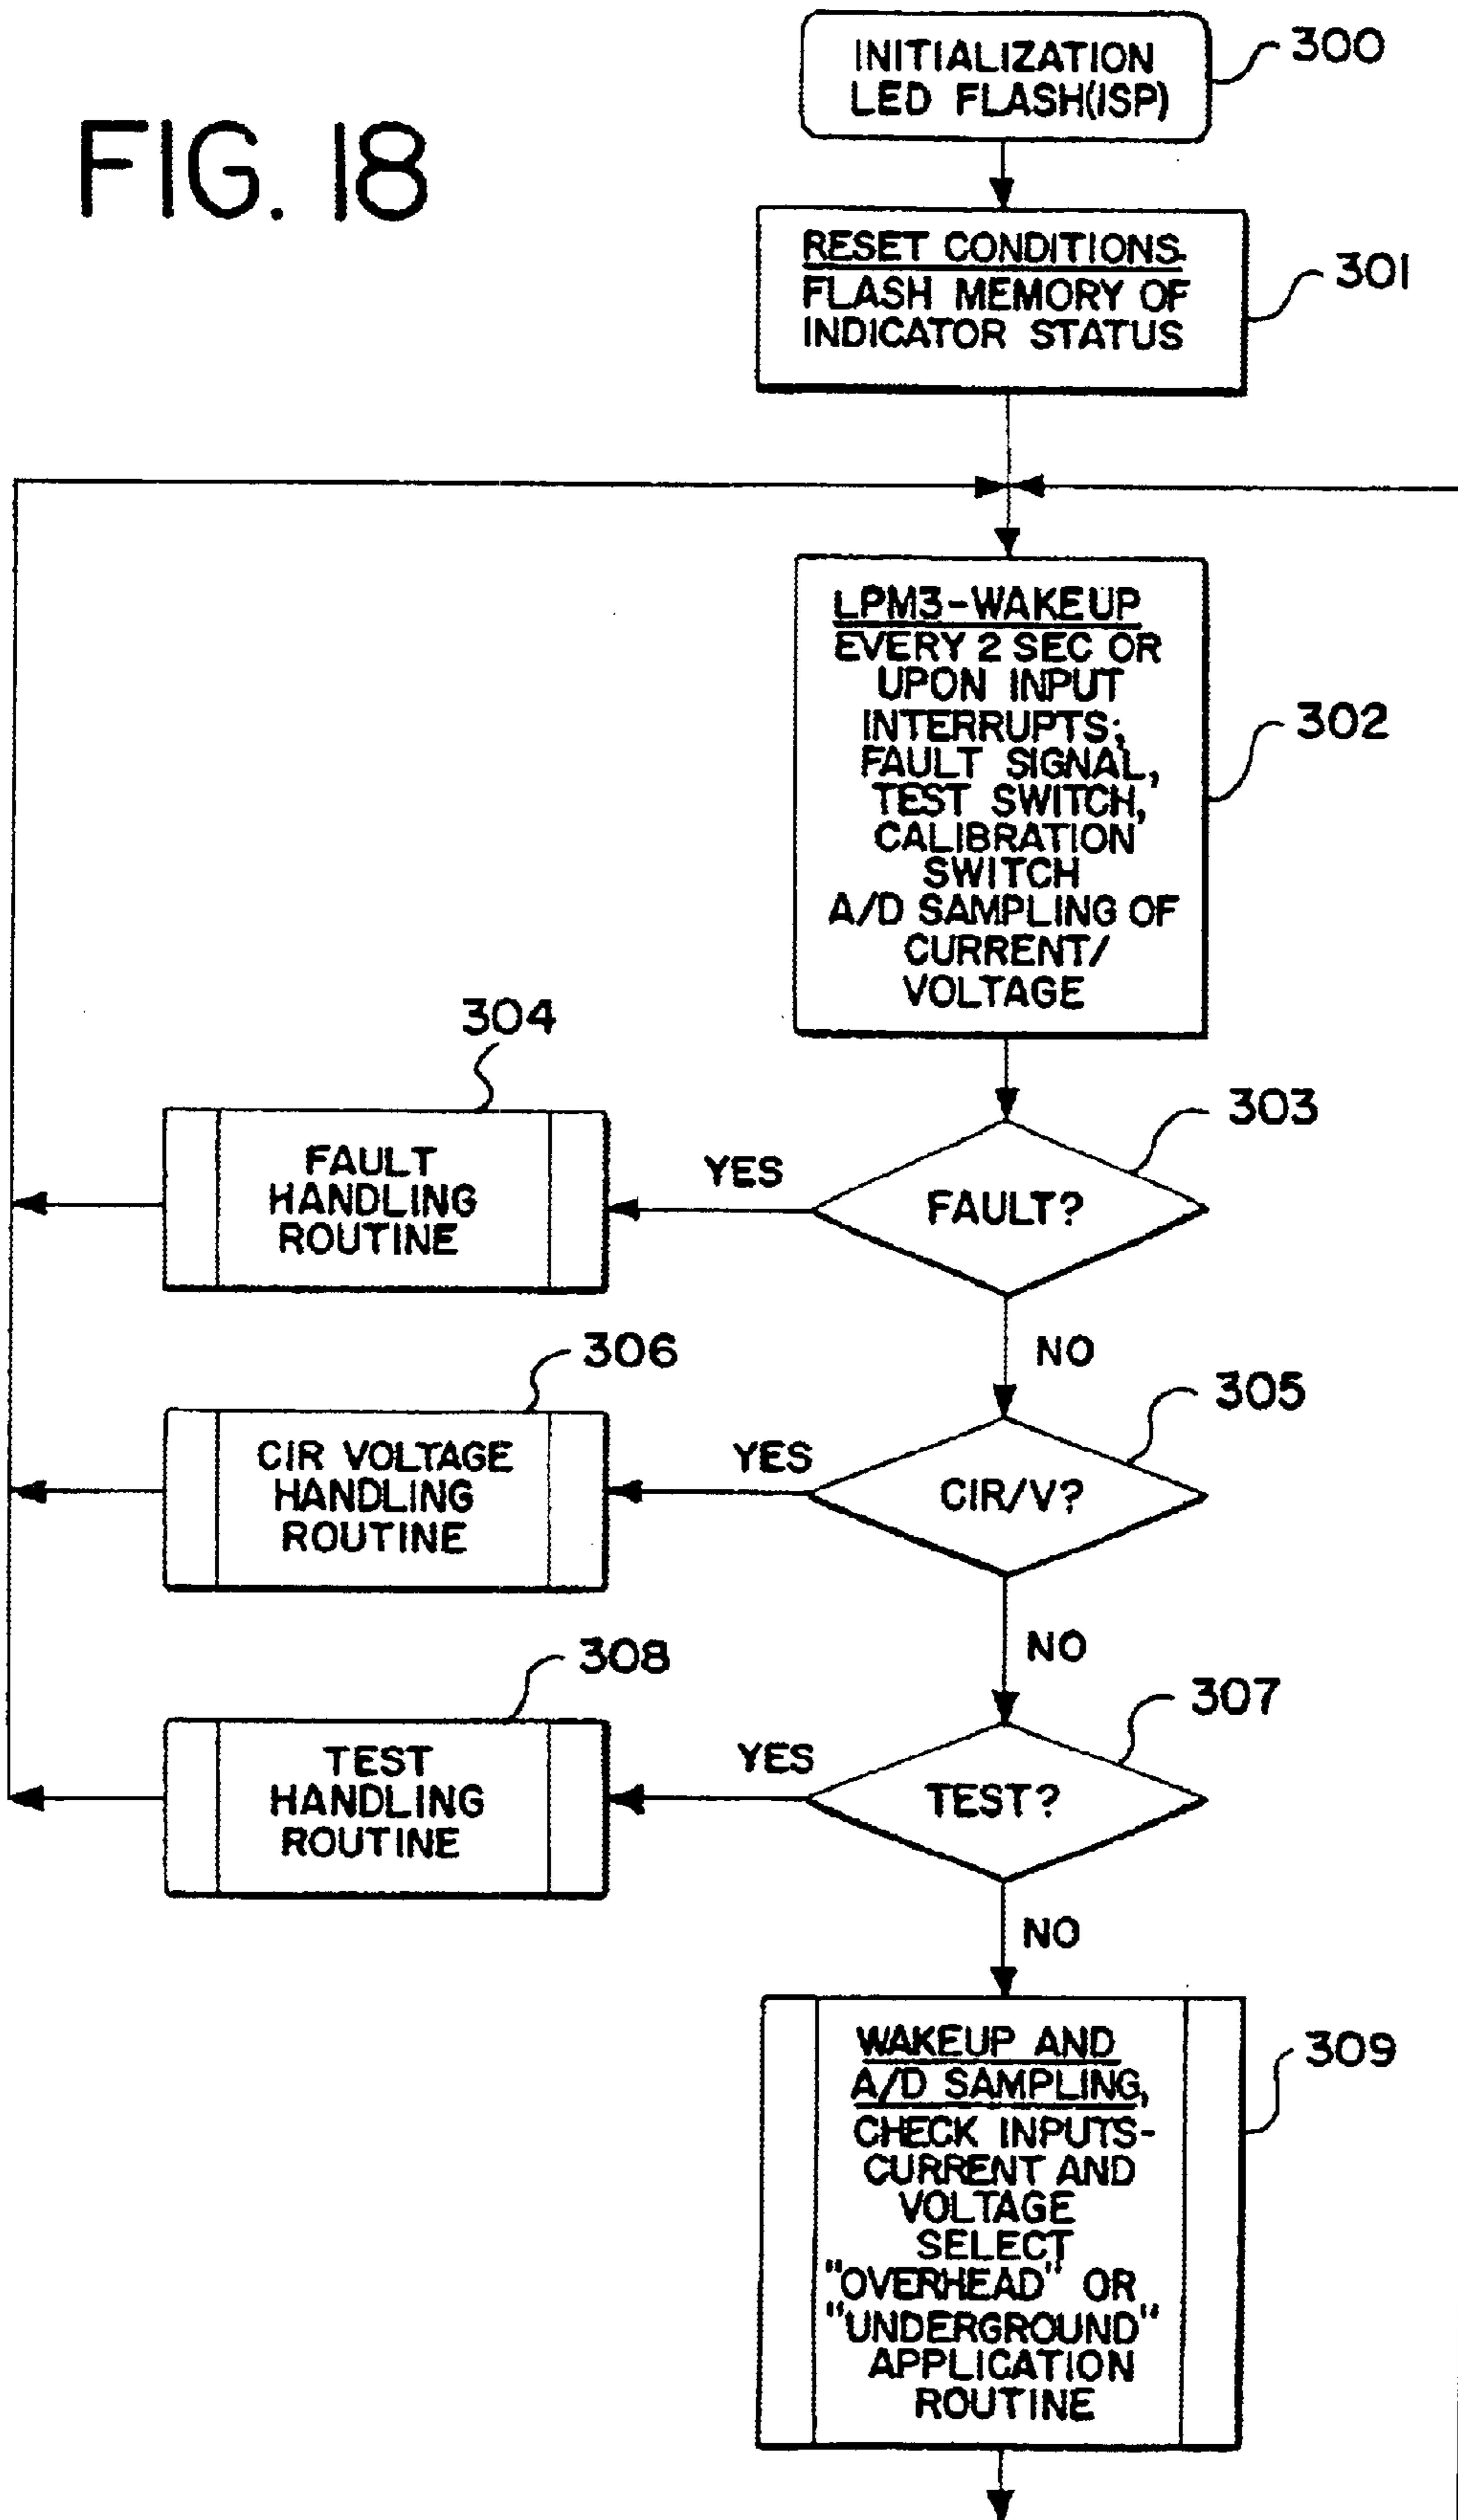 FIG. 18
INITIALIZATION
LED FLASH(ISP)
300
RESET CONDITIONS-
FLASH MEMORY OF
INDICATOR STATUS
301
LPM3-WAKEUP
EVERY 2 SEC OR
UPON INPUT
INTERRUPTS;
FAULT SIGNAL,
TEST SWITCH,
CALIBRATION
SWITCH
A/D SAMPLING OF
CURRENT/
VOLTAGE
302
304
FAULT
HANDLING
ROUTINE
YES
FAULT?
303
NO
306
CIR VOLTAGE
HANDLING
ROUTINE
YES
CIR/V?
305
NO
308
TEST
HANDLING
ROUTINE
YES
TEST?
307
NO
WAKEUP AND
A/D SAMPLING,
CHECK INPUTS-
CURRENT AND
VOLTAGE
SELECT
"OVERHEAD" OR
"UNDERGROUND"
APPLICATION
ROUTINE
309